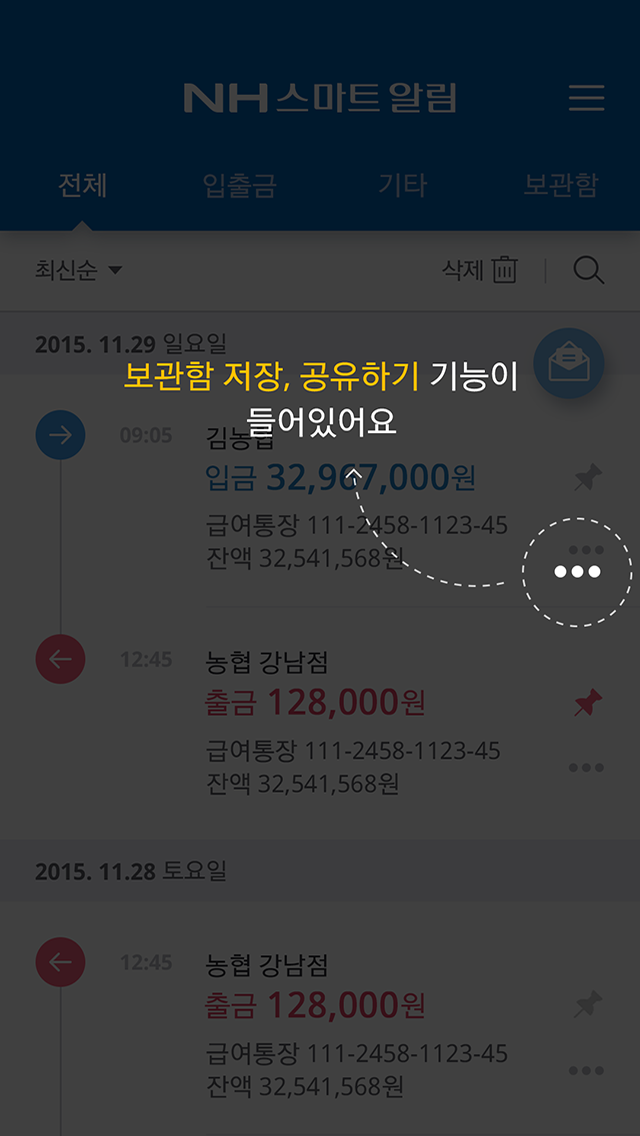 NH스마트 알림
전체 입출금 기타 보관함
최신순 삭제
2015. 11.29 일요일
보관함 저장, 공유하기 기능이
들어있어요
09:05 김농협
입금 32,967,000원
급여통장 111-2458-1123-45
잔액 32,541,568원
12:45 농협 강남점
출금 128,000원
급여통장 111-2458-1123-45
잔액 32,541,568원
2015. 11.28 토요일
12:45 농협 강남점
출금 128,000원
급여통장 111-2458-1123-45
잔액 32,541,568원